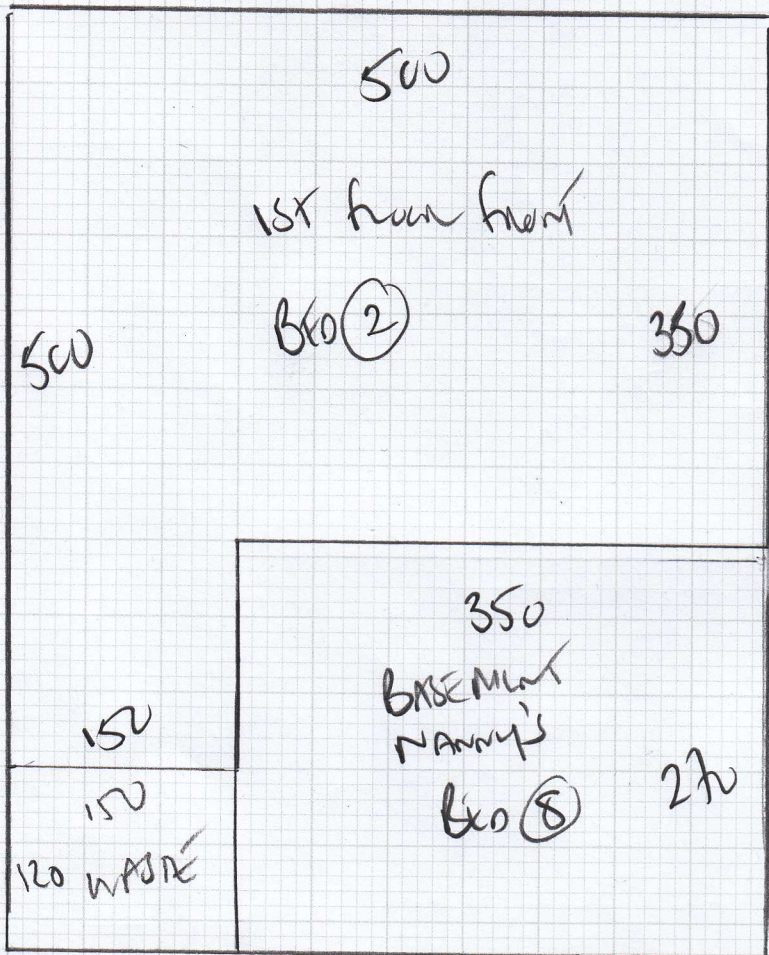 500
1ST FLOOR FRONT
BED 2
500
350
350
BASEMENT
NANNY'S
BED 8
270
150
150
120 WASTE